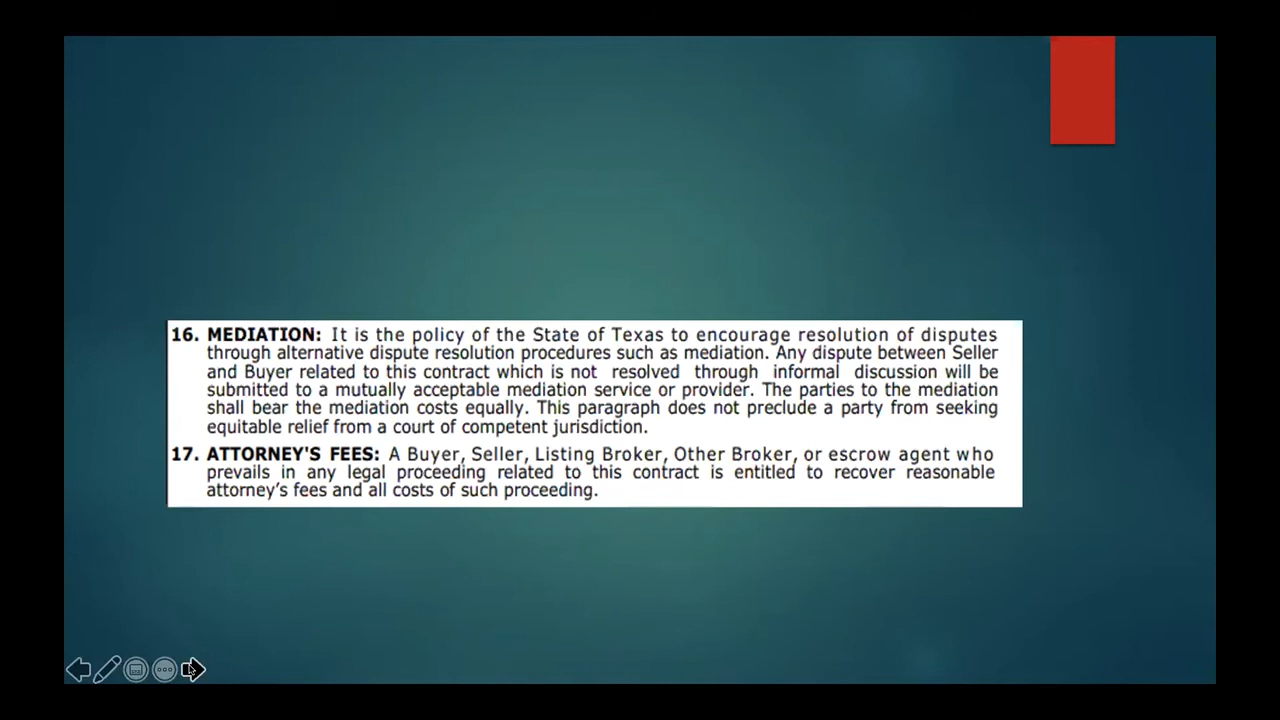 16. MEDIATION: It is the policy of the State of Texas to encourage resolution of disputes
through alternative dispute resolution procedures such as mediation. Any dispute between Seller
and Buyer related to this contract which is not resolved through informal discussion will be
submitted to a mutually acceptable mediation service or provider. The parties to the mediation
shall bear the mediation costs equally. This paragraph does not preclude a party from seeking
equitable relief from a court of competent jurisdiction.
17. ATTORNEY'S FEES: A Buyer, Seller, Listing Broker, Other Broker, or escrow agent who
prevails in any legal proceeding related to this contract is entitled to recover reasonable
attorney’s fees and all costs of such proceeding.